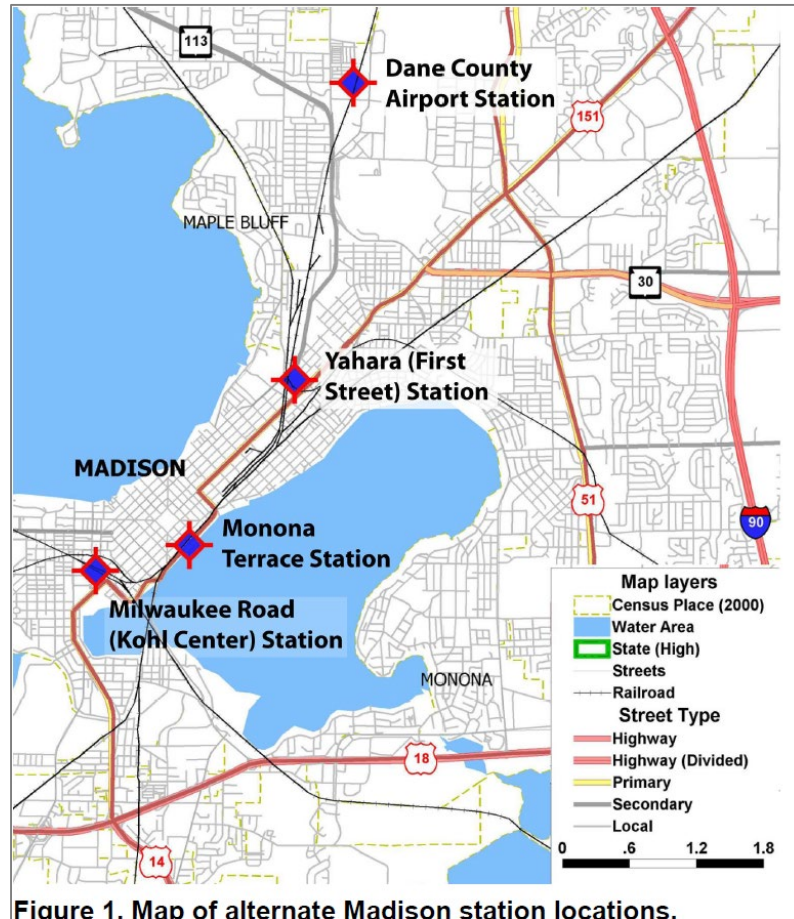 113
Dane County
Airport Station
151
MAPLE BLUFF
30
Yahara (First
Street) Station
MADISON
51
90
Monona
Terrace Station
Milwaukee Road
(Kohl Center) Station
MONONA
18
14
Map layers
Census Place (2000)
Water Area
State (High)
Streets
Railroad
Street Type
Highway
Highway (Divided)
Primary
Secondary
Local
0 .6 1.2 1.8
Figure 1. Map of alternate Madison station locations.